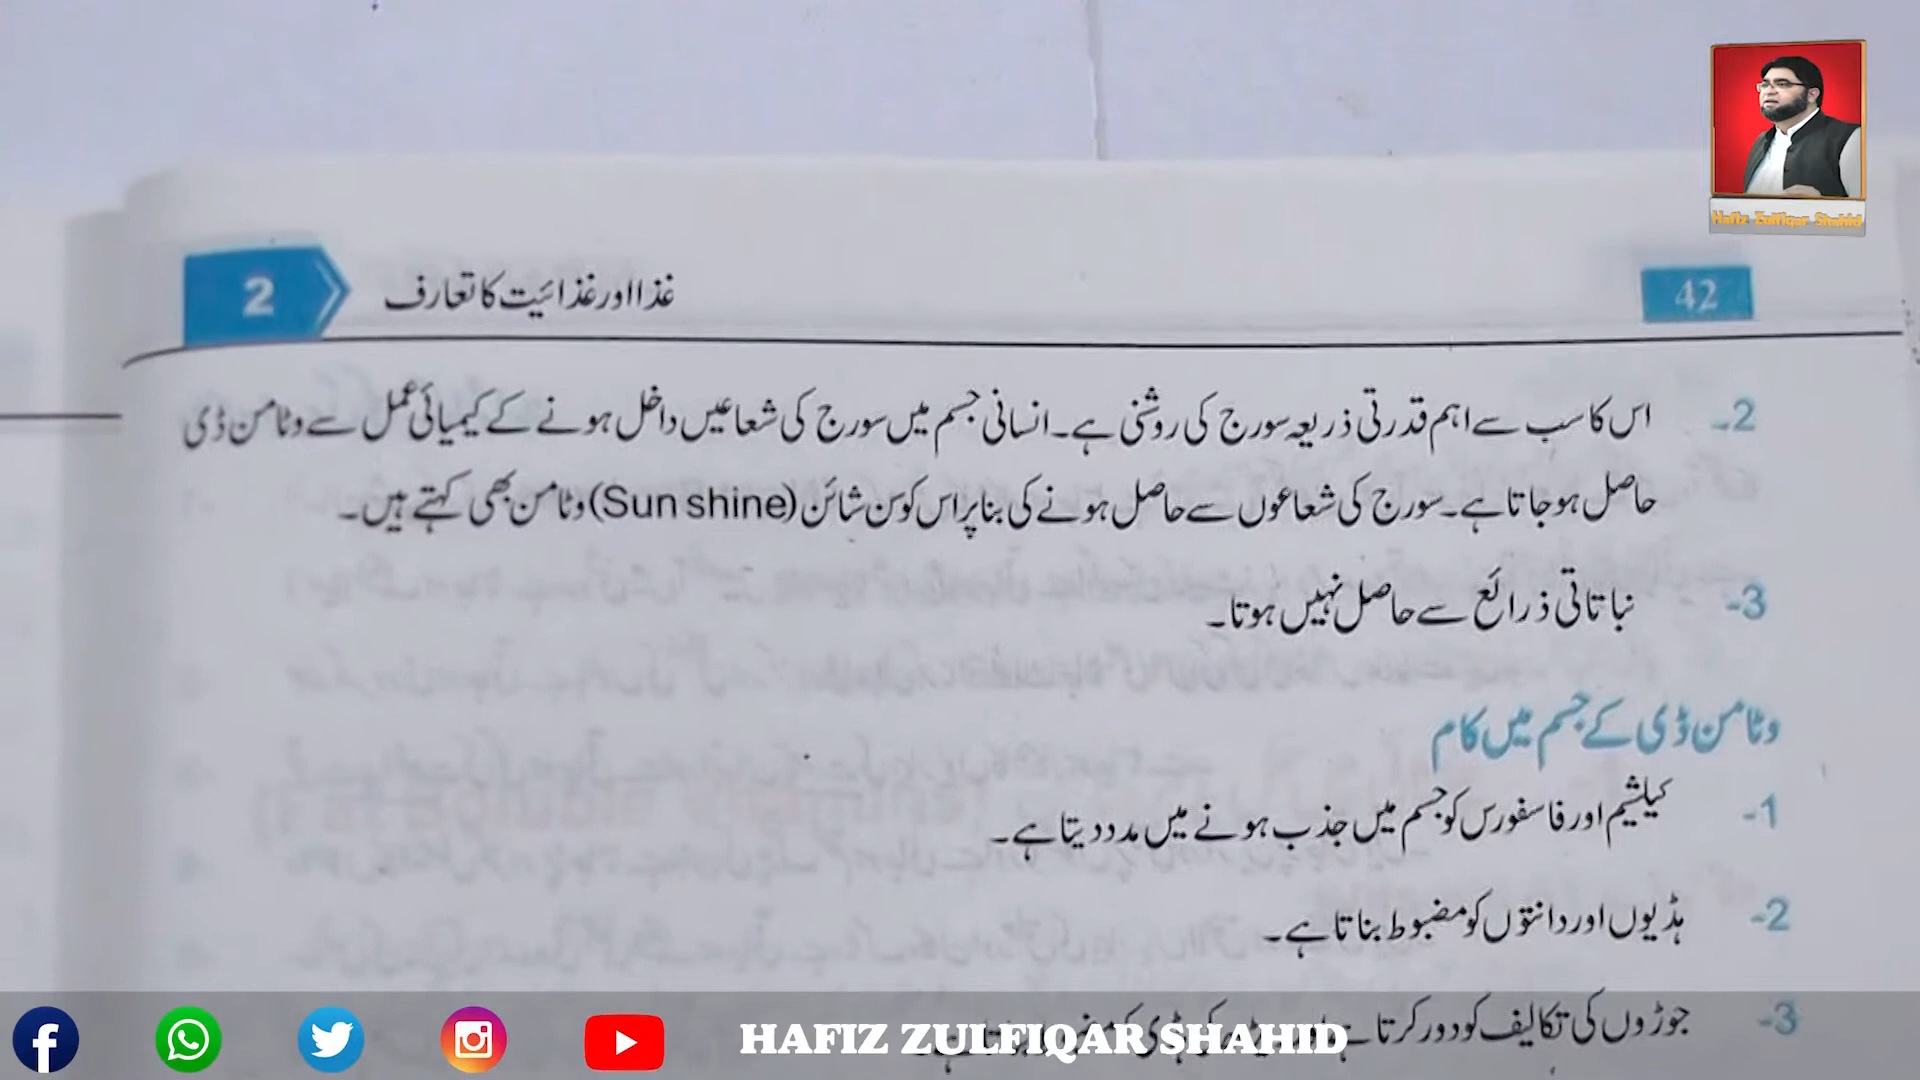 Hafiz Zulfiqar Shahid
42
غذا اور غذائیت کا تعارف
2
2۔ اس کا سب سے اہم قدرتی ذریعہ سورج کی روشنی ہے۔ انسانی جسم میں سورج کی شعاعیں داخل ہونے کے کیمیائی عمل سے وٹامن ڈی
حاصل ہو جاتا ہے۔ سورج کی شعاعوں سے حاصل ہونے کی بنا پر اس کو سن شائن (Sun shine) وٹامن بھی کہتے ہیں۔
3- نباتاتی ذرائع سے حاصل نہیں ہوتا۔
وٹامن ڈی کے جسم میں کام
1- کیلشیم اور فاسفورس کو جسم میں جذب ہونے میں مدد دیتا ہے۔
2- ہڈیوں اور دانتوں کو مضبوط بناتا ہے۔
3- جوڑوں کی تکالیف کو دور کرتا ہے
HAFIZ ZULFIQAR SHAHID